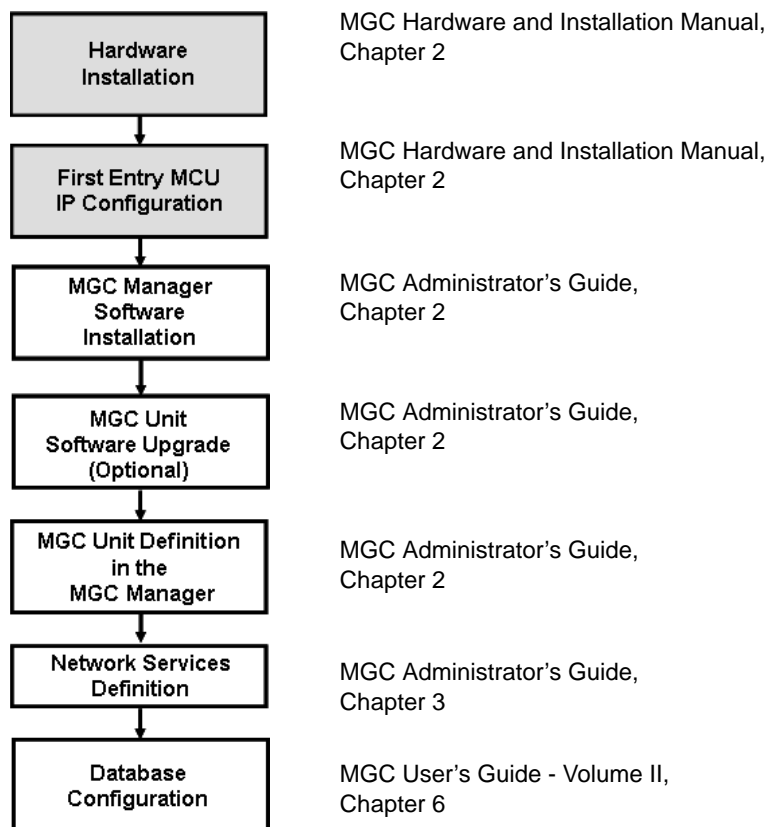 Hardware
Installation
MGC Hardware and Installation Manual,
Chapter 2
First Entry MCU
IP Configuration
MGC Hardware and Installation Manual,
Chapter 2
MGC Manager
Software
Installation
MGC Administrator’s Guide,
Chapter 2
MGC Unit
Software Upgrade
(Optional)
MGC Administrator’s Guide,
Chapter 2
MGC Unit Definition
in the
MGC Manager
MGC Administrator’s Guide,
Chapter 2
Network Services
Definition
MGC Administrator’s Guide,
Chapter 3
Database
Configuration
MGC User’s Guide - Volume II,
Chapter 6